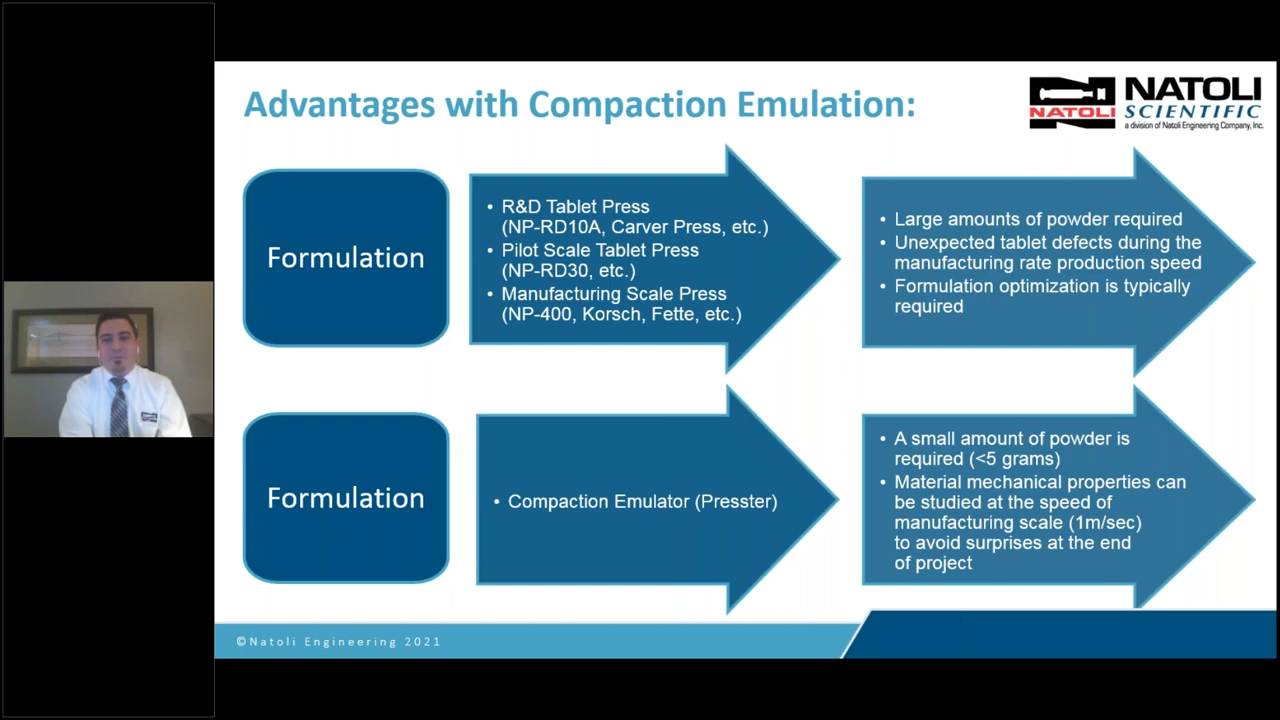 Advantages with Compaction Emulation:
NATOLI
NATOLI
SCIENTIFIC
a division of Natoli Engineering Company, Inc.
Formulation
• R&D Tablet Press
(NP-RD10A, Carver Press, etc.)
• Pilot Scale Tablet Press
(NP-RD30, etc.)
• Manufacturing Scale Press
(NP-400, Korsch, Fette, etc.)
• Large amounts of powder required
• Unexpected tablet defects during the
manufacturing rate production speed
• Formulation optimization is typically
required
Formulation
• Compaction Emulator (Presster)
• A small amount of powder is
required (<5 grams)
• Material mechanical properties can
be studied at the speed of
manufacturing scale (1m/sec)
to avoid surprises at the end
of project
©Natoli Engineering 2021